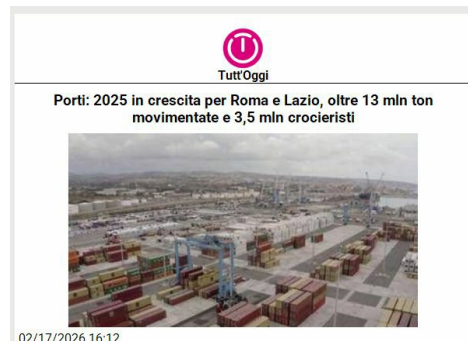 Tutt'Oggi
Porti: 2025 in crescita per Roma e Lazio, oltre 13 mln ton
movimentate e 3,5 mln crocieristi
02/17/2026 16:12